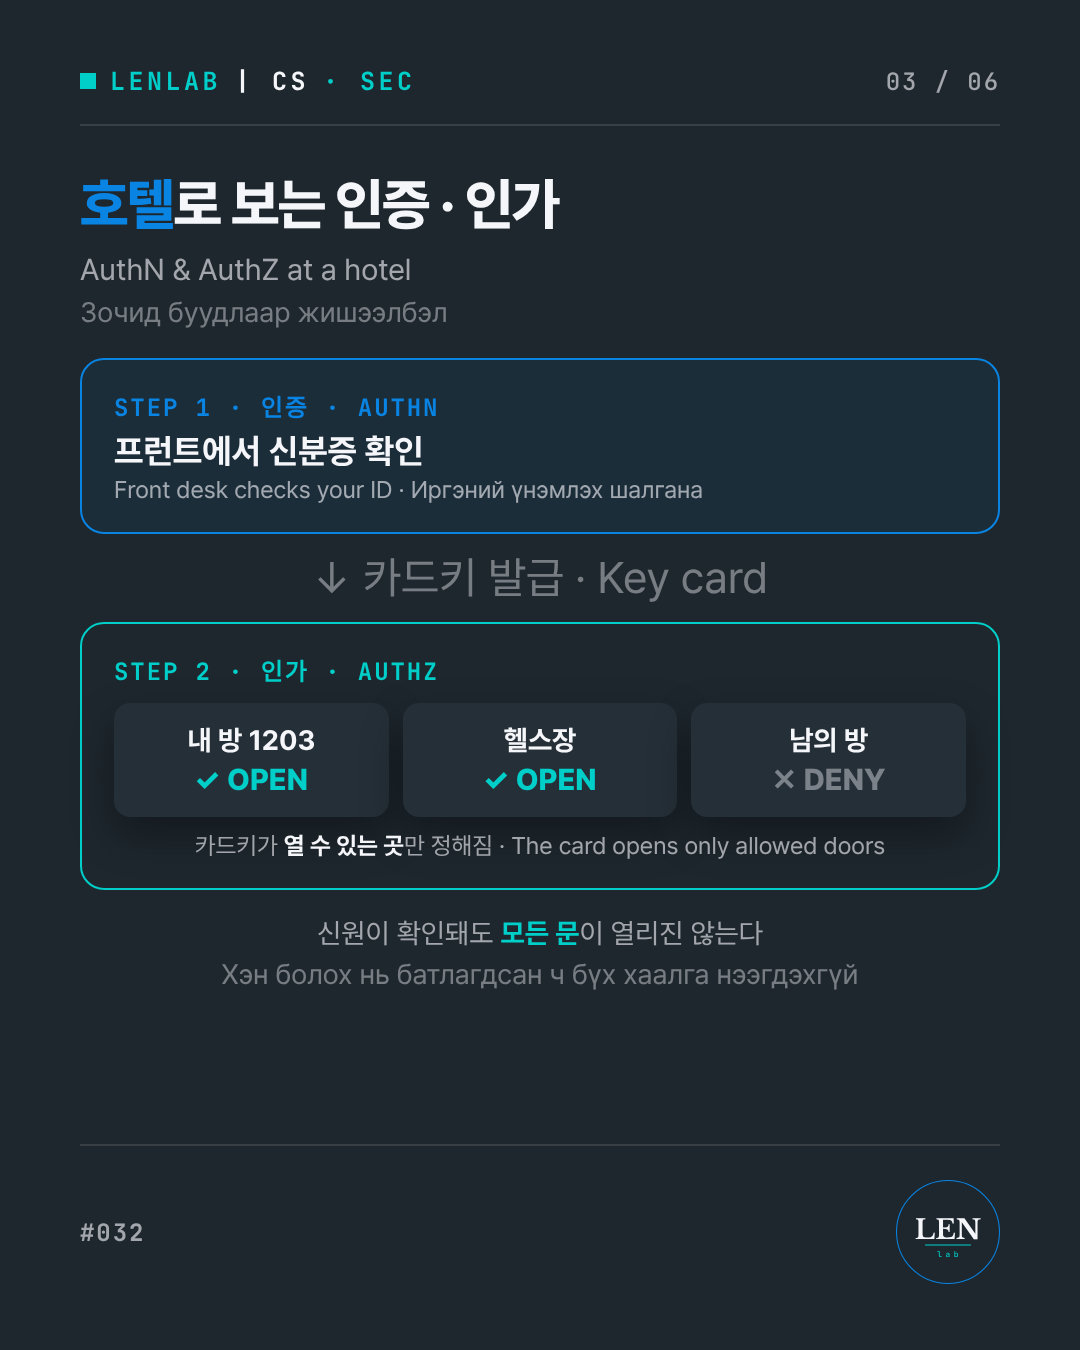 LENLAB | CS · SEC
03 / 06
호텔로 보는 인증 · 인가
AuthN & AuthZ at a hotel
Зочид буудлаар жишээлбэл
STEP 1 · 인증 · AUTHN
프런트에서 신분증 확인
Front desk checks your ID · Иргэний үнэмлэх шалгана
↓ 카드키 발급 · Key card
STEP 2 · 인가 · AUTHZ
내 방 1203
✓ OPEN
헬스장
✓ OPEN
남의 방
✕ DENY
카드키가 열 수 있는 곳만 정해짐 · The card opens only allowed doors
신원이 확인돼도 모든 문이 열리진 않는다
Хэн болох нь батлагдсан ч бүх хаалга нээгдэхгүй
#032
LEN
lab